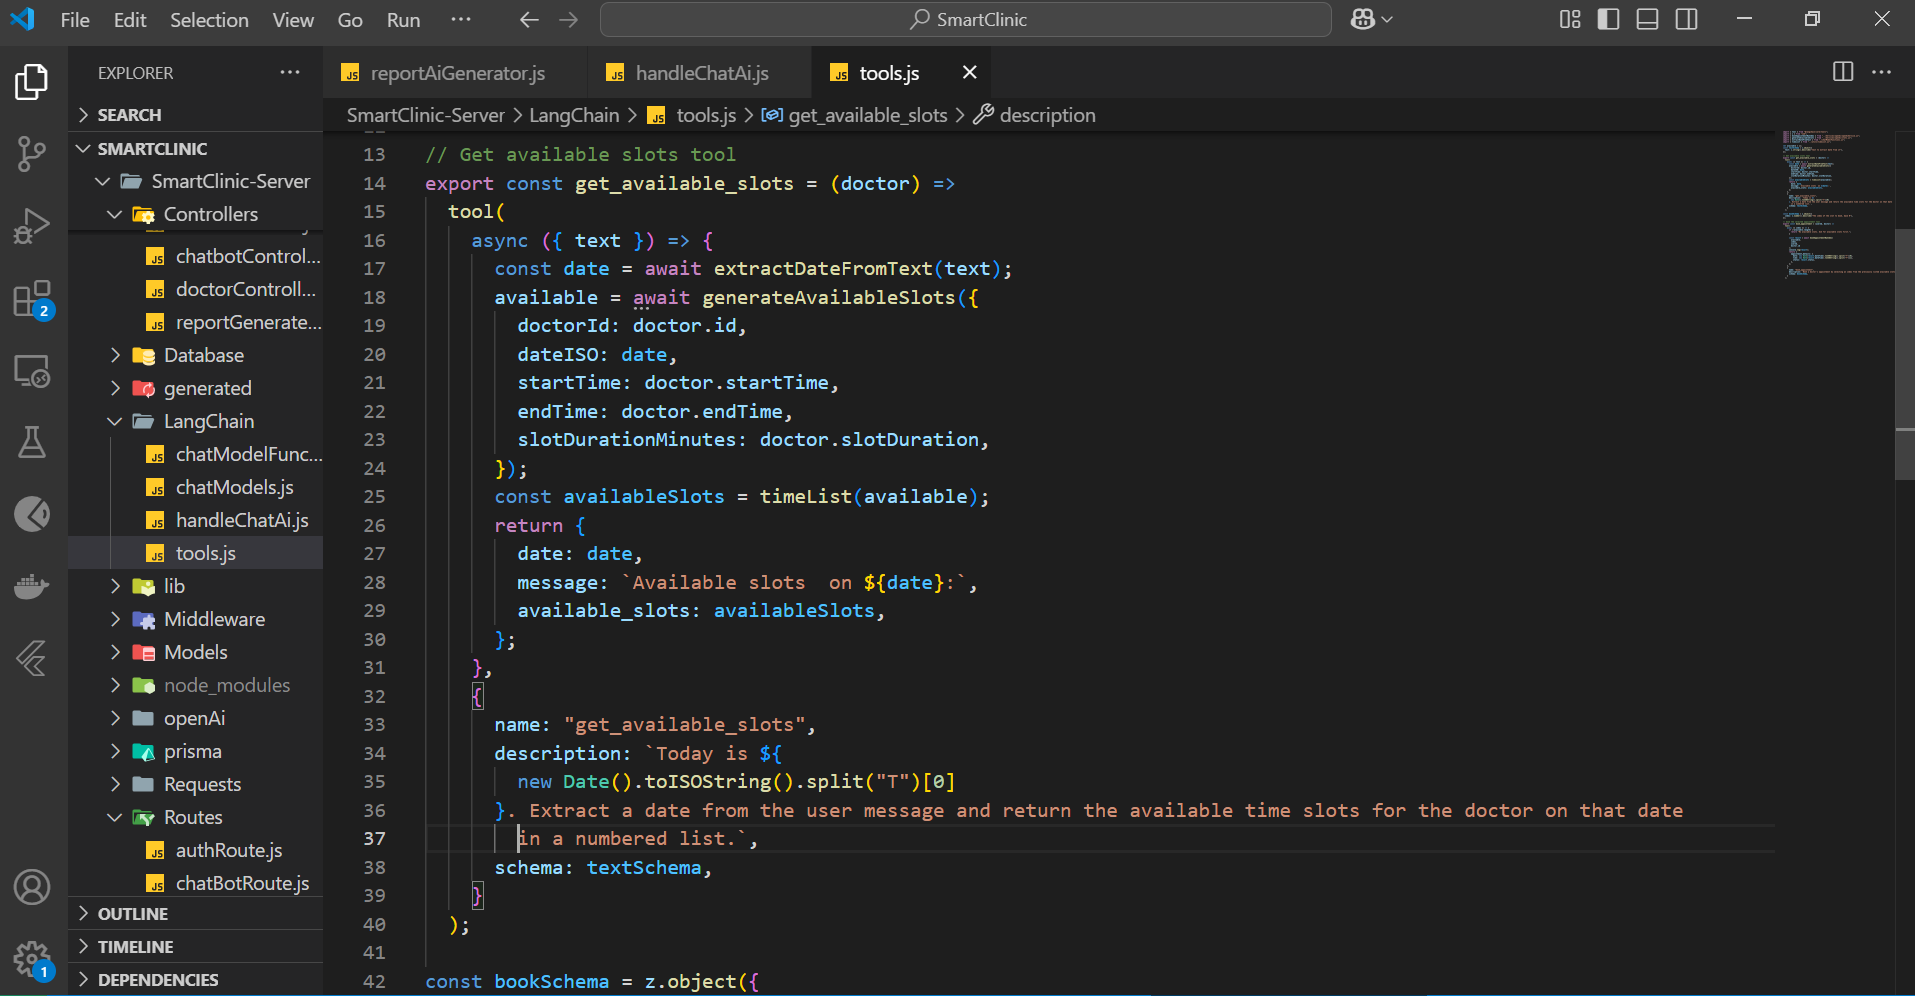 File Edit Selection View Go Run ··· SmartClinic
EXPLORER ···
reportAiGenerator.js handleChatAi.js tools.js
SEARCH
SmartClinic-Server > LangChain > tools.js > get_available_slots > description
SMARTCLINIC
SmartClinic-Server
Controllers
chatbotControl...
doctorControll...
reportGenerate...
Database
generated
LangChain
chatModelFunc...
chatModels.js
handleChatAi.js
tools.js
lib
Middleware
Models
node_modules
openAi
prisma
Requests
Routes
authRoute.js
chatBotRoute.js
OUTLINE
TIMELINE
DEPENDENCIES
2
1
13 // Get available slots tool
14 export const get_available_slots = (doctor) =>
15 tool(
16 async ({ text }) => {
17 const date = await extractDateFromText(text);
18 available = await generateAvailableSlots({
19 doctorId: doctor.id,
20 dateISO: date,
21 startTime: doctor.startTime,
22 endTime: doctor.endTime,
23 slotDurationMinutes: doctor.slotDuration,
24 });
25 const availableSlots = timeList(available);
26 return {
27 date: date,
28 message: `Available slots  on ${date}:`,
29 available_slots: availableSlots,
30 };
31 },
32 {
33 name: "get_available_slots",
34 description: `Today is ${
35 new Date().toISOString().split("T")[0]
36 }. Extract a date from the user message and return the available time slots for the doctor on that date
37 in a numbered list.`,
38 schema: textSchema,
39 }
40 );
41
42 const bookSchema = z.object({